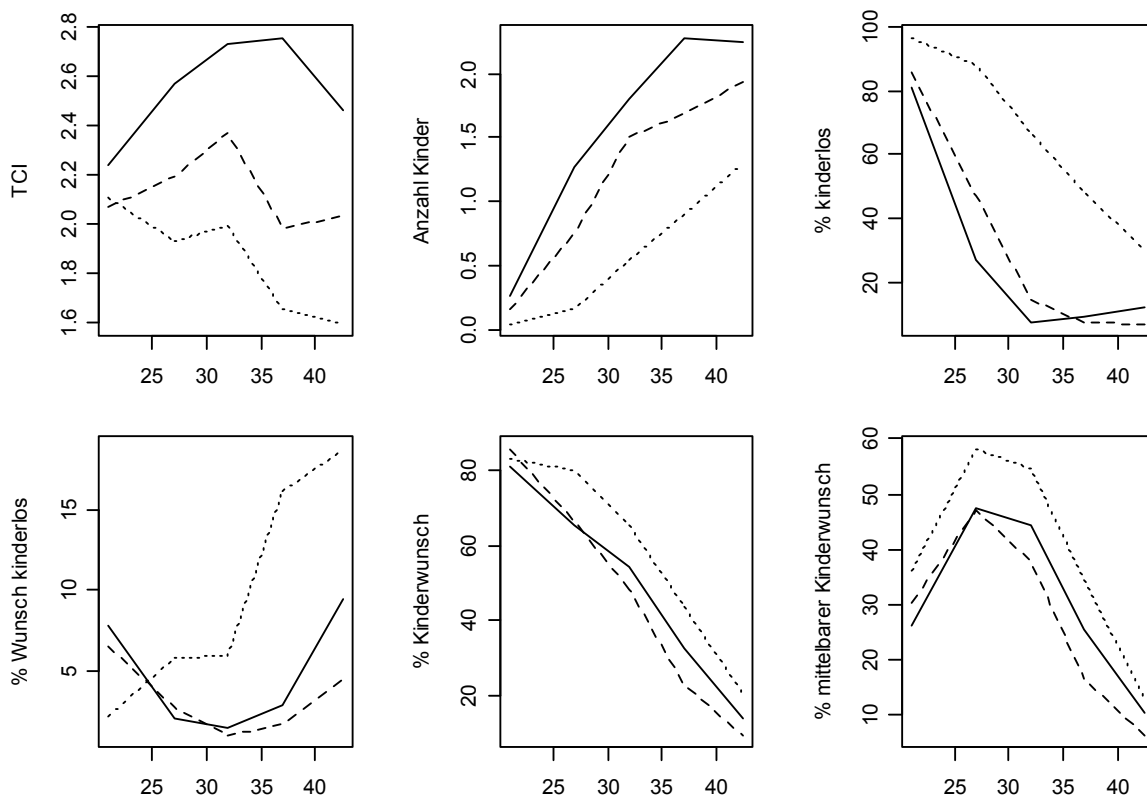 TCI
1.6 1.8 2.0 2.2 2.4 2.6 2.8
25 30 35 40
Anzahl Kinder
0.0 0.5 1.0 1.5 2.0
25 30 35 40
% kinderlos
20 40 60 80 100
25 30 35 40
% Wunsch kinderlos
5 10 15
25 30 35 40
% Kinderwunsch
20 40 60 80
25 30 35 40
% mittelbarer Kinderwunsch
10 20 30 40 50 60
25 30 35 40